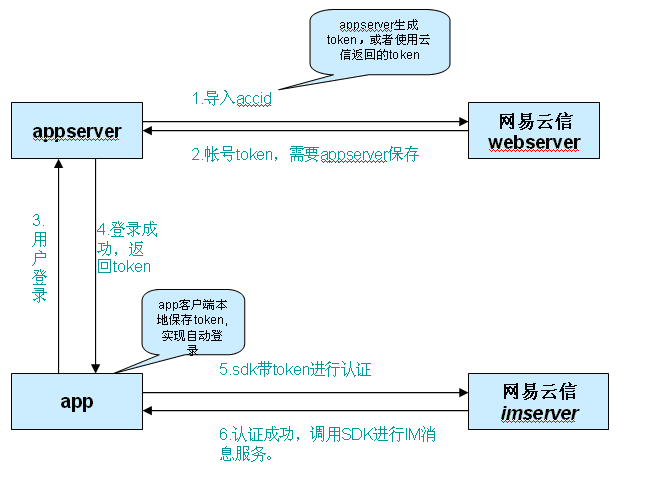 appserver生成
token，或者使用云
信返回的token
1.导入accid
appserver
网易云信
webserver
2.帐号token，需要appserver保存
3.
用
户
登
录
4.登录成
功，返
回token
app客户端本
地保存token,
实现自动登
录
5.sdk带token进行认证
app
网易云信
imserver
6.认证成功，调用SDK进行IM消
息服务。